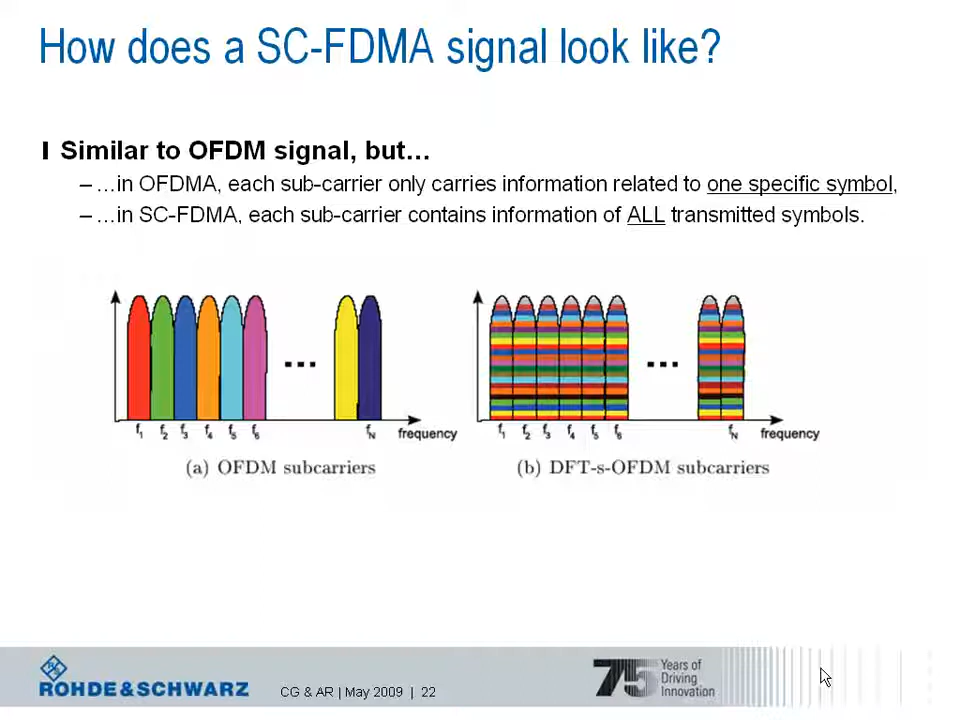 How does a SC-FDMA signal look like?
Similar to OFDM signal, but…
– …in OFDMA, each sub-carrier only carries information related to one specific symbol,
– …in SC-FDMA, each sub-carrier contains information of ALL transmitted symbols.
...
...
f1 f2 f3 f4 f5 f6 fN frequency
f1 f2 f3 f4 f5 f6 fN frequency
(a) OFDM subcarriers
(b) DFT-s-OFDM subcarriers
R&S
ROHDE&SCHWARZ
CG & AR | May 2009 | 22
75 Years of
Driving
Innovation